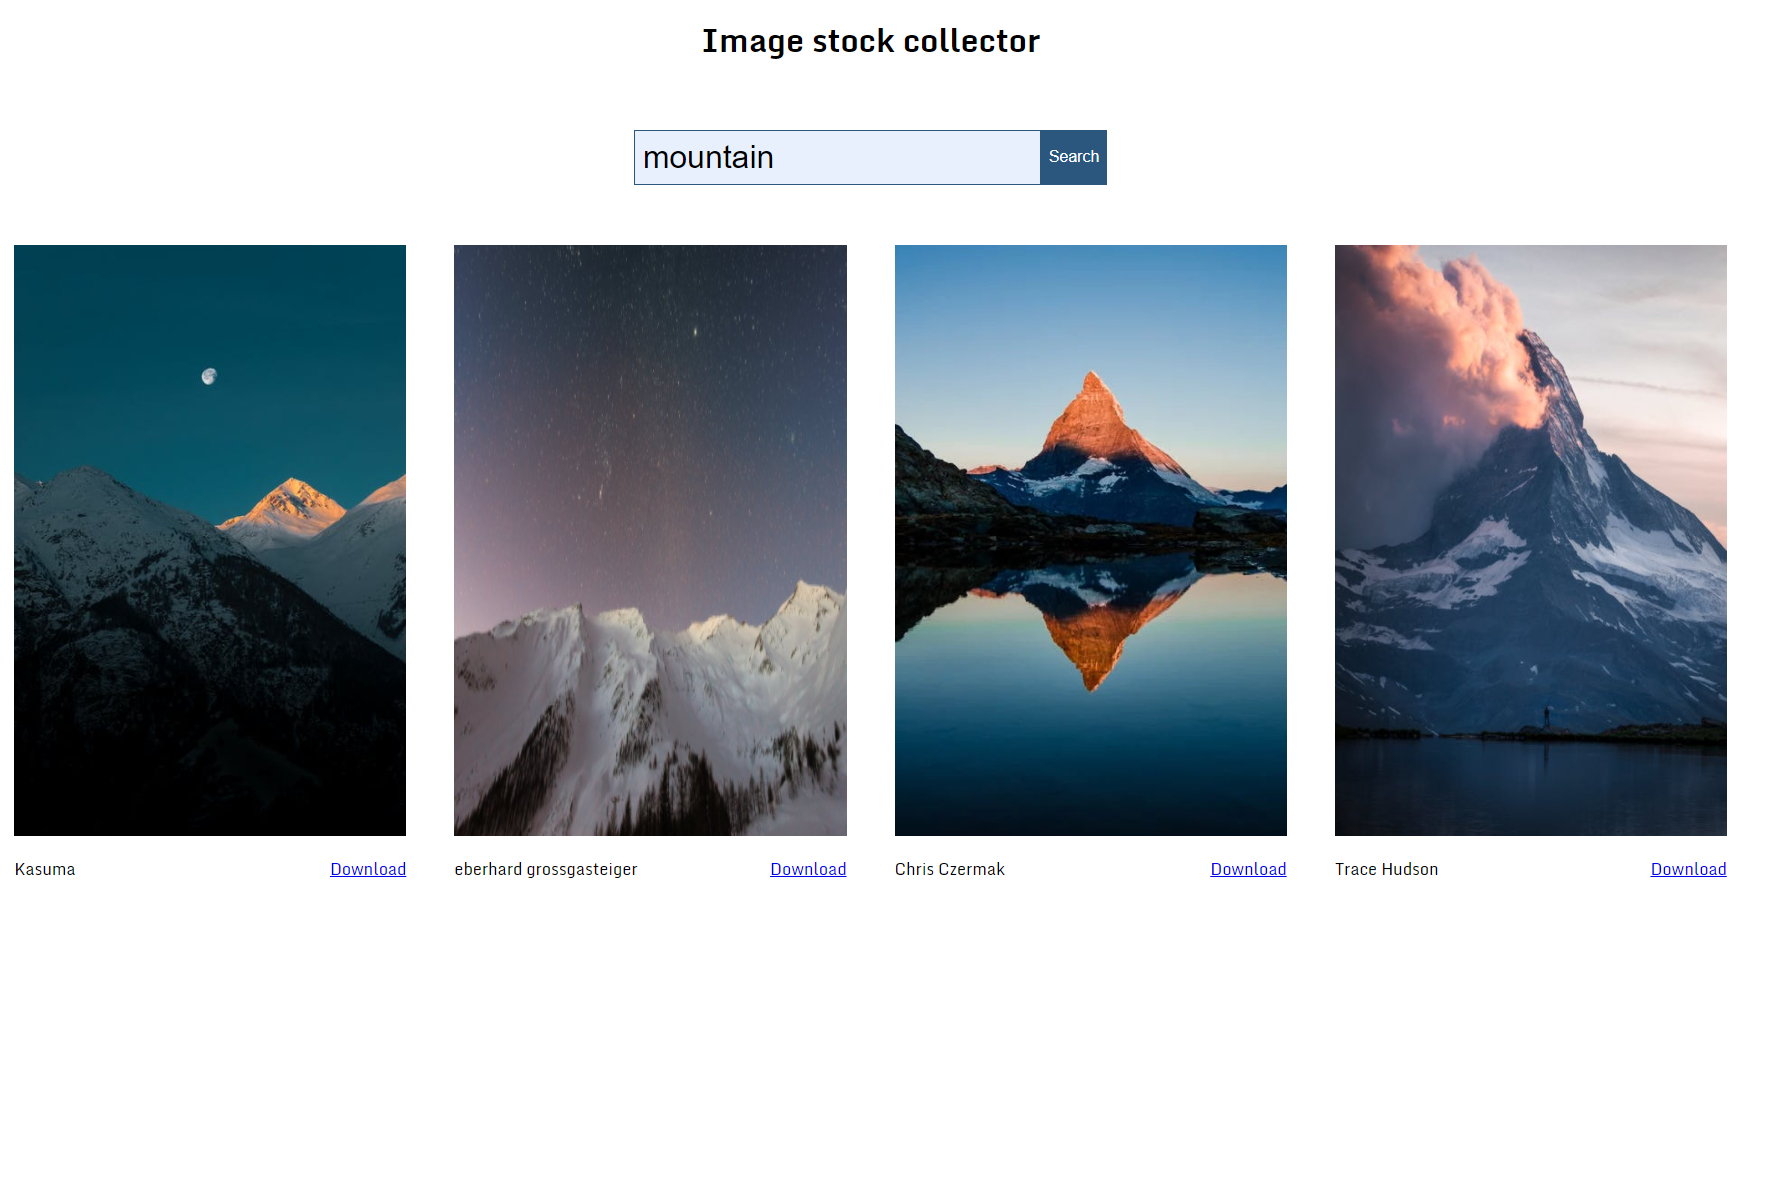 Image stock collector
mountain
Search
Kasuma
Download
eberhard grossgasteiger
Download
Chris Czermak
Download
Trace Hudson
Download